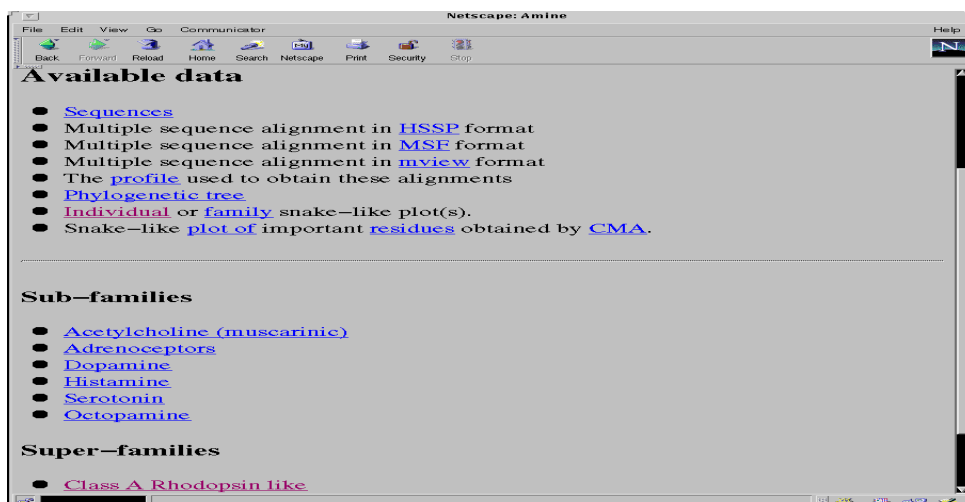 Netscape: Amine
File Edit View Go Communicator Help
Back Forward Reload Home Search Netscape Print Security Stop
Available data
Sequences
Multiple sequence alignment in HSSP format
Multiple sequence alignment in MSF format
Multiple sequence alignment in mview format
The profile used to obtain these alignments
Phylogenetic tree
Individual or family snake-like plot(s).
Snake-like plot of important residues obtained by CMA.
Sub-families
Acetylcholine (muscarinic)
Adrenoceptors
Dopamine
Histamine
Serotonin
Octopamine
Super-families
Class A Rhodopsin like